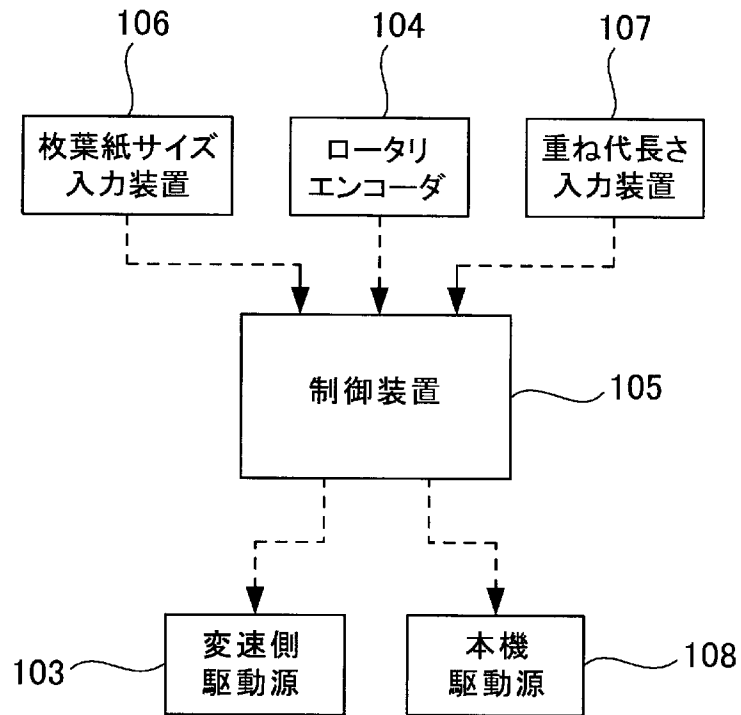 106
104
107
枚葉紙サイズ
入力装置
ロータリ
エンコーダ
重ね代長さ
入力装置
制御装置
105
変速側
駆動源
103
本機
駆動源
108